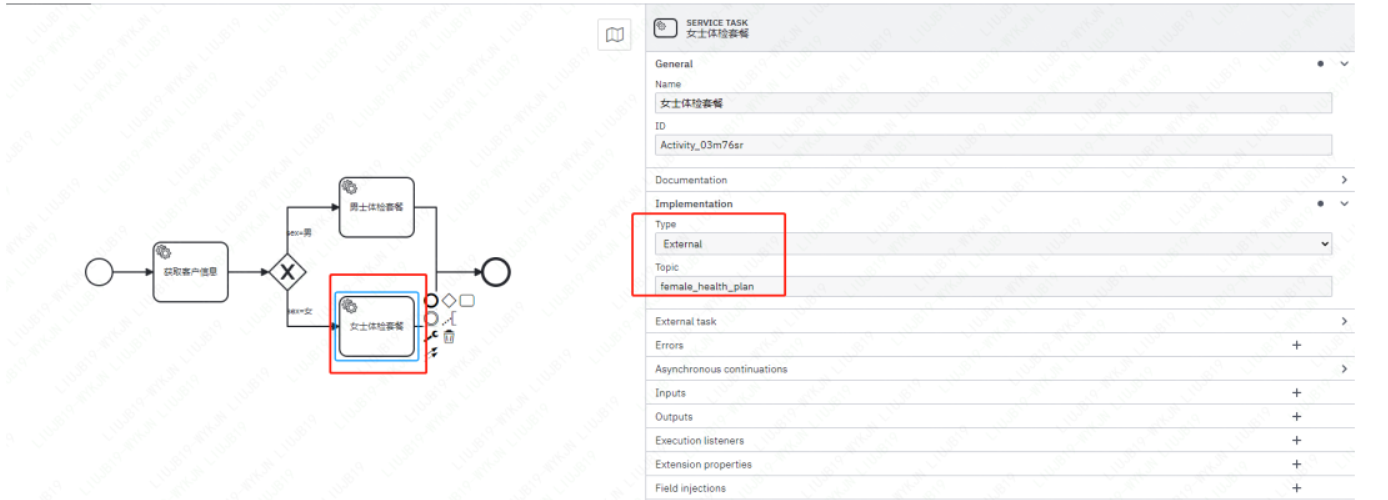 获取客户信息
sex=男
男士体检套餐
sex=女
女士体检套餐
SERVICE TASK
女士体检套餐
General
Name
女士体检套餐
ID
Activity_03m76sr
Documentation
Implementation
Type
External
Topic
female_health_plan
External task
Errors
Asynchronous continuations
Inputs
Outputs
Execution listeners
Extension properties
Field injections